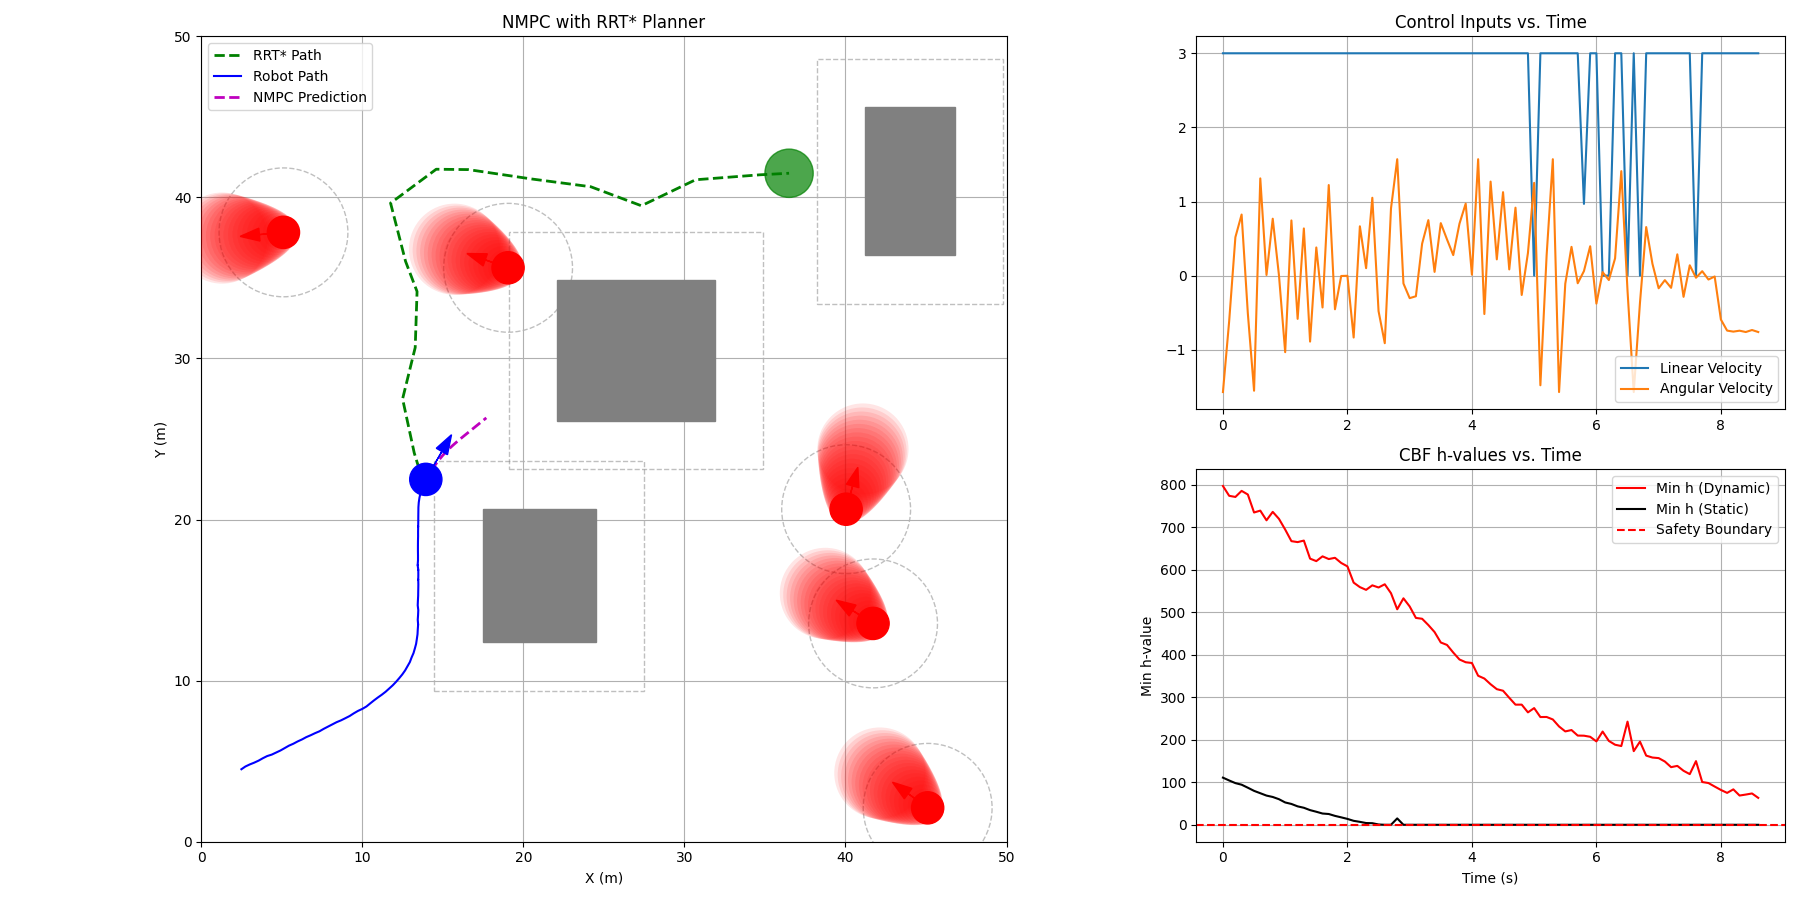 NMPC with RRT* Planner
RRT* Path
Robot Path
NMPC Prediction
Y (m)
50
40
30
20
10
0
0 10 20 30 40 50
X (m)
Control Inputs vs. Time
3
2
1
0
−1
Linear Velocity
Angular Velocity
0 2 4 6 8
CBF h-values vs. Time
Min h (Dynamic)
Min h (Static)
Safety Boundary
Min h-value
800
700
600
500
400
300
200
100
0
0 2 4 6 8
Time (s)